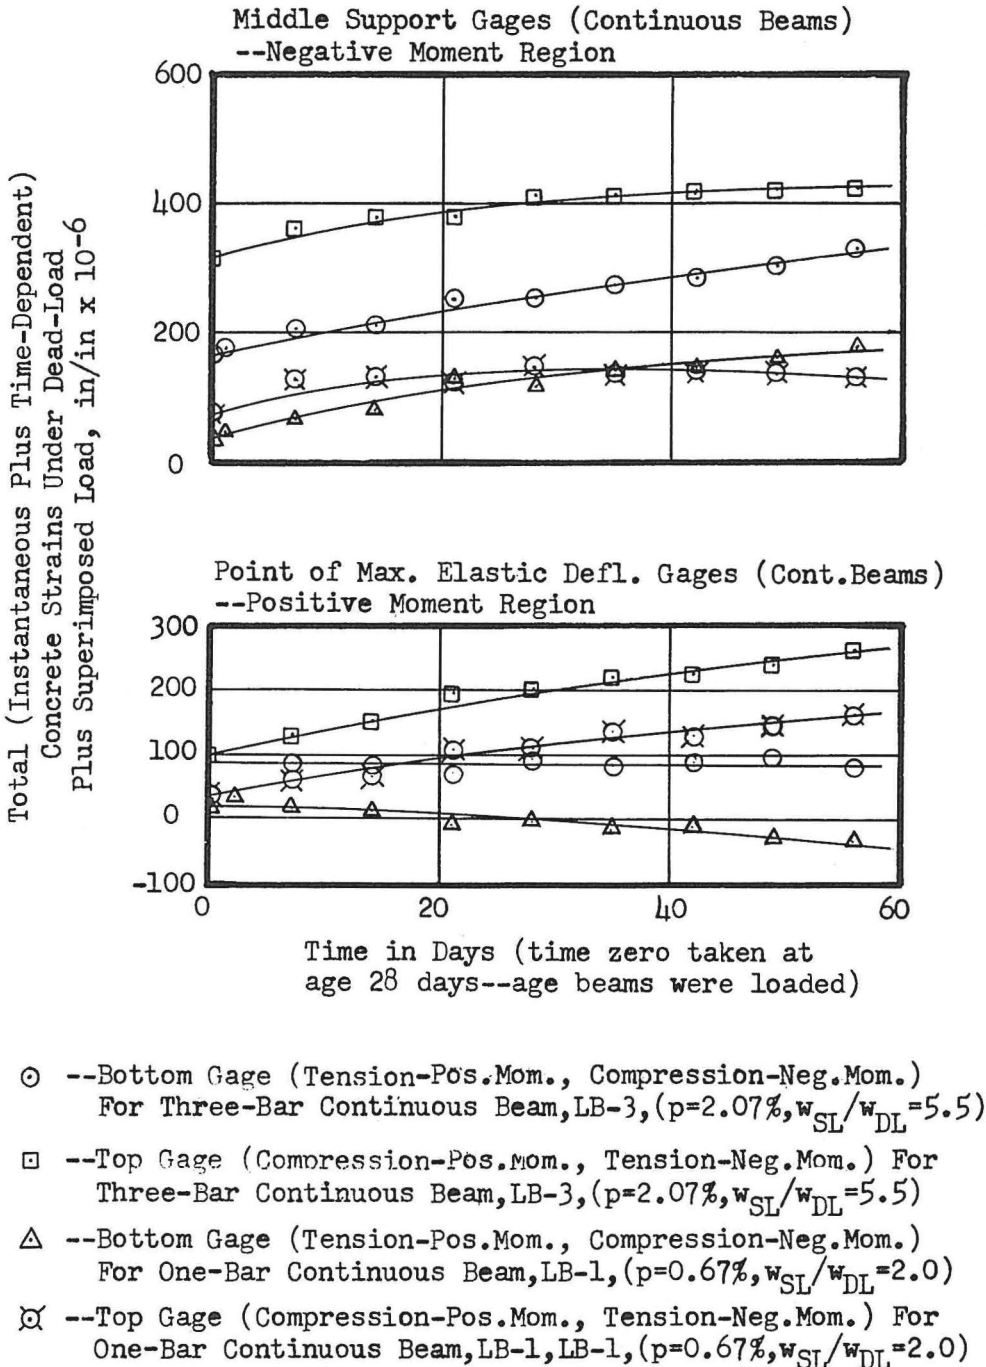 Middle Support Gages (Continuous Beams)
--Negative Moment Region
600
400
200
0
Total (Instantaneous Plus Time-Dependent)
Concrete Strains Under Dead-Load
Plus Superimposed Load, in/in x 10-6
Point of Max. Elastic Defl. Gages (Cont.Beams)
--Positive Moment Region
300
200
100
0
-100
0 20 40 60
Time in Days (time zero taken at
age 28 days--age beams were loaded)
--Bottom Gage (Tension-Pos.Mom., Compression-Neg.Mom.)
For Three-Bar Continuous Beam,LB-3,(p=2.07%,wSL/wDL=5.5)
--Top Gage (Compression-Pos.Mom., Tension-Neg.Mom.) For
Three-Bar Continuous Beam,LB-3,(p=2.07%,wSL/wDL=5.5)
--Bottom Gage (Tension-Pos.Mom., Compression-Neg.Mom.)
For One-Bar Continuous Beam,LB-1,(p=0.67%,wSL/wDL=2.0)
--Top Gage (Compression-Pos.Mom., Tension-Neg.Mom.) For
One-Bar Continuous Beam,LB-1,LB-1,(p=0.67%,wSL/wDL=2.0)